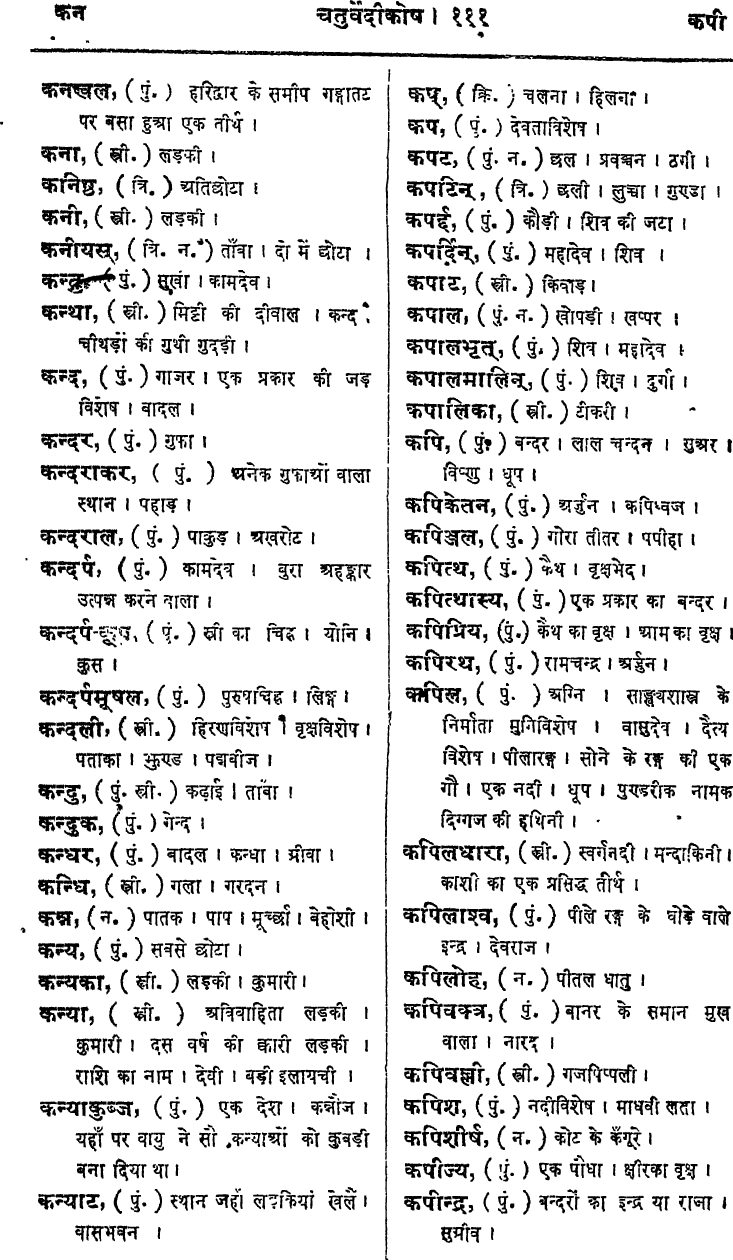 कन
चतुर्वेदीकोष। १११
कपी
कनखल, ( पुं. ) हरिद्वार के समीप गङ्गातट
पर बसा हुआ एक तीर्थ ।
कना, ( स्त्री. ) लड़की ।
कनिष्ठ, ( त्रि. ) अतिछोटा ।
कनी, ( स्त्री. ) लड़की ।
कनीयस्, ( त्रि. न. ) ताँबा । दो में छोटा ।
( पुं. ) सुखी । कामदेव ।
कन्था, ( स्त्री. ) मिट्टी की दीवाल । कन्द
चीथड़ों की गुथी गुदड़ी ।
कन्द, ( पुं. ) गाजर । एक प्रकार की जड़
विशेष । बादल ।
कन्दर, ( पुं. ) गुफा ।
कन्दराकर, ( पुं. ) अनेक गुफाओं वाला
स्थान । पहाड़ ।
कन्दराल, ( पुं. ) पाकुड़ । अखरोट ।
कन्दर्प, ( पुं. ) कामदेव । बुरा अहङ्कार
उत्पन्न करने वाला ।
कन्दर्प-कूप, ( पुं. ) स्त्री का चिह्न । योनि ।
कुस ।
कन्दर्पमूषल, ( पुं. ) पुरुषचिह्न । लिङ्ग ।
कन्दली, ( स्त्री. ) हिरणविशेष । वृक्षविशेष ।
पताका । झुण्ड । पद्मबीज ।
कन्दु, ( पुं. स्त्री. ) कढ़ाई । तावा ।
कन्दुक, ( पुं. ) गेन्द ।
कन्धर, ( पुं. ) बादल । कन्धा । ग्रीवा ।
कन्धि, ( स्त्री. ) गला । गरदन ।
कन्न, ( न. ) पातक । पाप । मूर्च्छा । बेहोशी ।
कन्य, ( पुं. ) सबसे छोटा ।
कन्यका, ( स्त्री. ) लड़की । कुमारी ।
कन्या, ( स्त्री. ) अविवाहिता लड़की ।
कुमारी । दस वर्ष की क्वारी लड़की ।
राशि का नाम । देवी । बड़ी इलायची ।
कन्याकुब्ज, ( पुं. ) एक देश । कन्नौज ।
यहाँ पर वायु ने सौ कन्याओं को कुबड़ी
बना दिया था ।
कन्याट, ( पुं. ) स्थान जहाँ लड़कियां खेलें ।
वासभवन ।
कप्, ( क्रि. ) चलना । हिलना ।
कप, ( पुं. ) देवताविशेष ।
कपट, ( पुं. न. ) छल । प्रवञ्चन । ठगी ।
कपटिन्, ( त्रि. ) छली । लुच्चा । गुण्डा ।
कपर्द, ( पुं. ) कौड़ी । शिव की जटा ।
कपर्दिन्, ( पुं. ) महादेव । शिव ।
कपाट, ( स्त्री. ) किवाड़ ।
कपाल, ( पुं. न. ) खोपड़ी । खप्पर ।
कपालभृत्, ( पुं. ) शिव । महादेव ।
कपालमालिन्, ( पुं. ) शिव । दुर्गा ।
कपालिका, ( स्त्री. ) टीकरी ।
कपि, ( पुं. ) बन्दर । लाल चन्दन । सुअर ।
विष्णु । धूप ।
कपिकेतन, ( पुं. ) अर्जुन । कपिध्वज ।
कपिञ्जल, ( पुं. ) गोरा तीतर । पपीहा ।
कपित्थ, ( पुं. ) कैथ । वृक्षभेद ।
कपित्थास्य, ( पुं. ) एक प्रकार का बन्दर ।
कपिप्रिय, (पुं.) कैथ का वृक्ष । आम का वृक्ष ।
कपिरथ, ( पुं. ) रामचन्द्र । अर्जुन ।
कपिल, ( पुं. ) अग्नि । साङ्ख्यशास्त्र के
निर्माता मुनिविशेष । वासुदेव । दैत्य
विशेष । पीलारङ्ग । सोने के रङ्ग की एक
गौ । एक नदी । धूप । पुण्डरीक नामक
दिग्गज की हथिनी ।
कपिलधारा, ( स्त्री. ) स्वर्गनदी । मन्दाकिनी ।
काशी का एक प्रसिद्ध तीर्थ ।
कपिलाश्व, ( पुं. ) पीले रङ्ग के घोड़े वाले
इन्द्र । देवराज ।
कपिलोह, ( न. ) पीतल धातु ।
कपिवक्त्र, ( पुं. ) बानर के समान मुख
वाला । नारद ।
कपिवल्ली, ( स्त्री. ) गजपिप्पली ।
कपिश, ( पुं. ) नदीविशेष । माधवी लता ।
कपिशीर्ष, ( न. ) कोट के कँगूरे ।
कपीज्य, ( पुं. ) एक पौधा । क्षीरका वृक्ष ।
कपीन्द्र, ( पुं. ) बन्दरों का इन्द्र या राजा ।
सुग्रीव ।